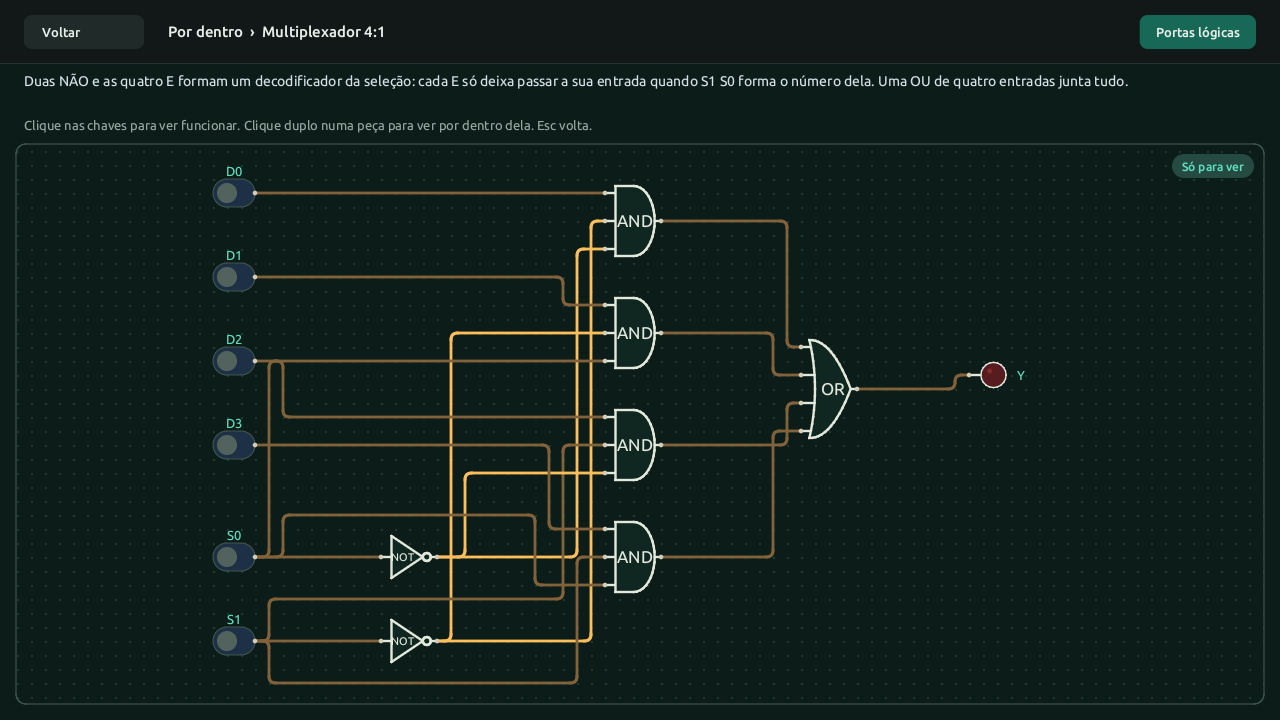 Voltar
Por dentro › Multiplexador 4:1
Portas lógicas
Duas NÃO e as quatro E formam um decodificador da seleção: cada E só deixa passar a sua entrada quando S1 S0 forma o número dela. Uma OU de quatro entradas junta tudo.
Clique nas chaves para ver funcionar. Clique duplo numa peça para ver por dentro dela. Esc volta.
Só para ver
D0
AND
D1
AND
D2
Y
OR
D3
AND
S0
NOT
AND
S1
NOT